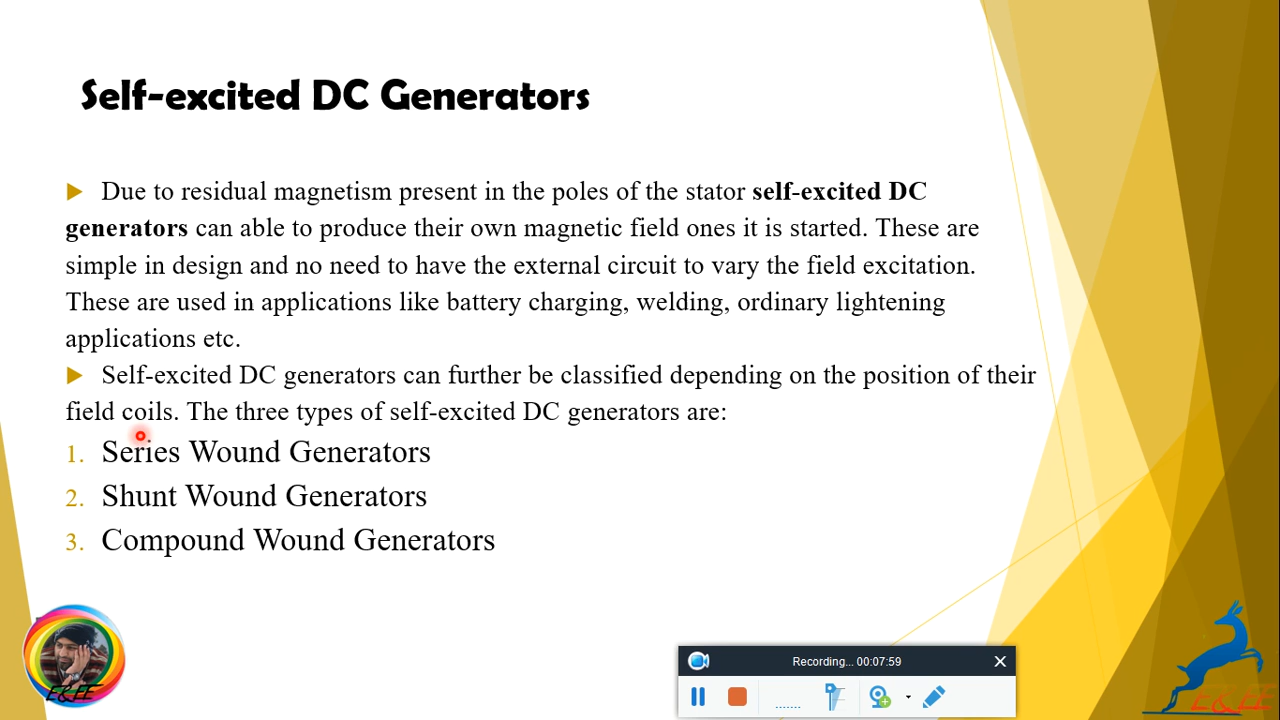 Self-excited DC Generators
Due to residual magnetism present in the poles of the stator self-excited DC
generators can able to produce their own magnetic field ones it is started. These are
simple in design and no need to have the external circuit to vary the field excitation.
These are used in applications like battery charging, welding, ordinary lightening
applications etc.
Self-excited DC generators can further be classified depending on the position of their
field coils. The three types of self-excited DC generators are:
1. Series Wound Generators
2. Shunt Wound Generators
3. Compound Wound Generators
E&EE
Recording... 00:07:59
E&EE